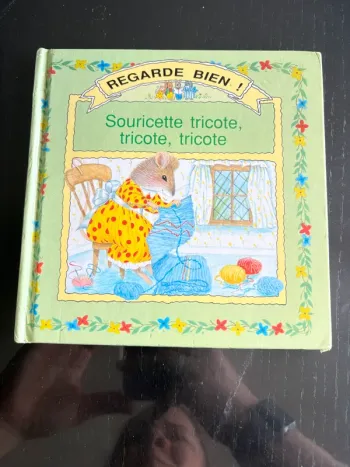 REGARDE BIEN !
Souricette tricote,
tricote, tricote